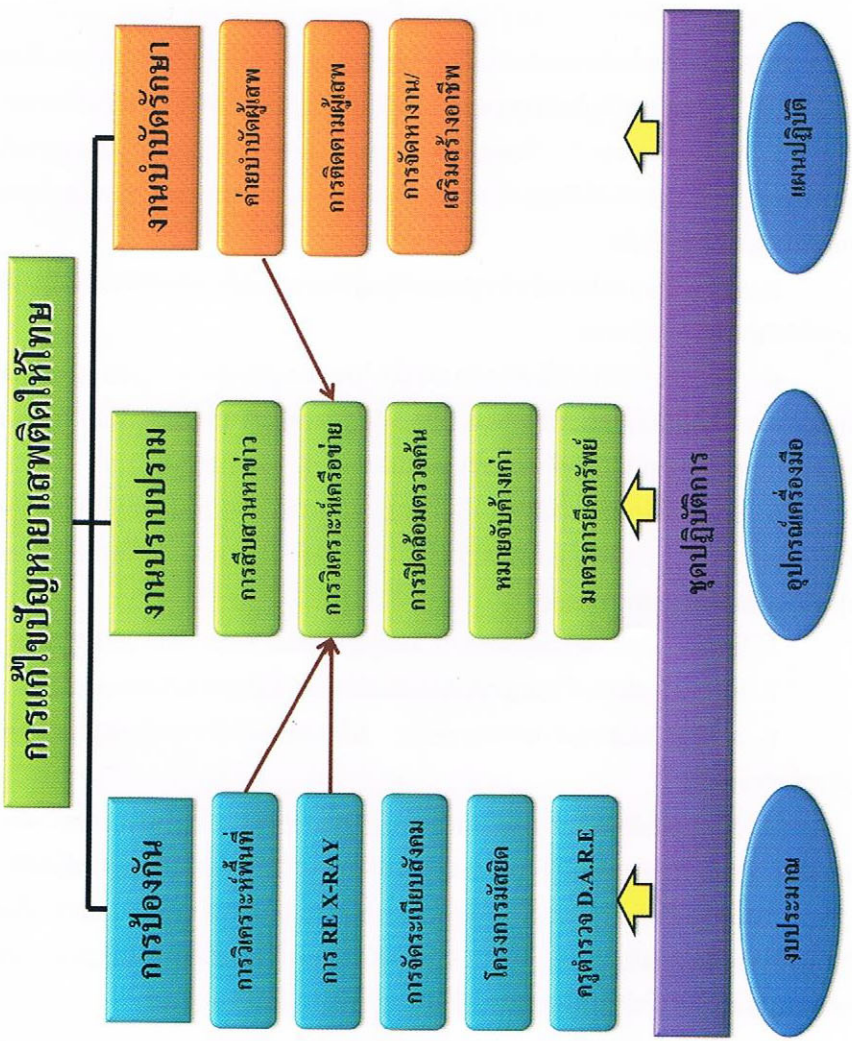 การแก้ไขปัญหายาเสพติดให้โทษ
การป้องกัน
การวิเคราะห์พื้นที่
การ RE X-RAY
การจัดระเบียบสังคม
โครงการมัสยิด
ครูตำรวจ D.A.R.E
งานปราบปราม
การสืบสวนหาข่าว
การวิเคราะห์เครือข่าย
การปิดล้อมตรวจค้น
หมายจับค้างเก่า
มาตรการยึดทรัพย์
งานบำบัดรักษา
ค่ายบำบัดผู้เสพ
การติดตามผู้เสพ
การจัดหางาน/
เสริมสร้างอาชีพ
ชุดปฏิบัติการ
งบประมาณ
อุปกรณ์เครื่องมือ
แผนปฏิบัติ